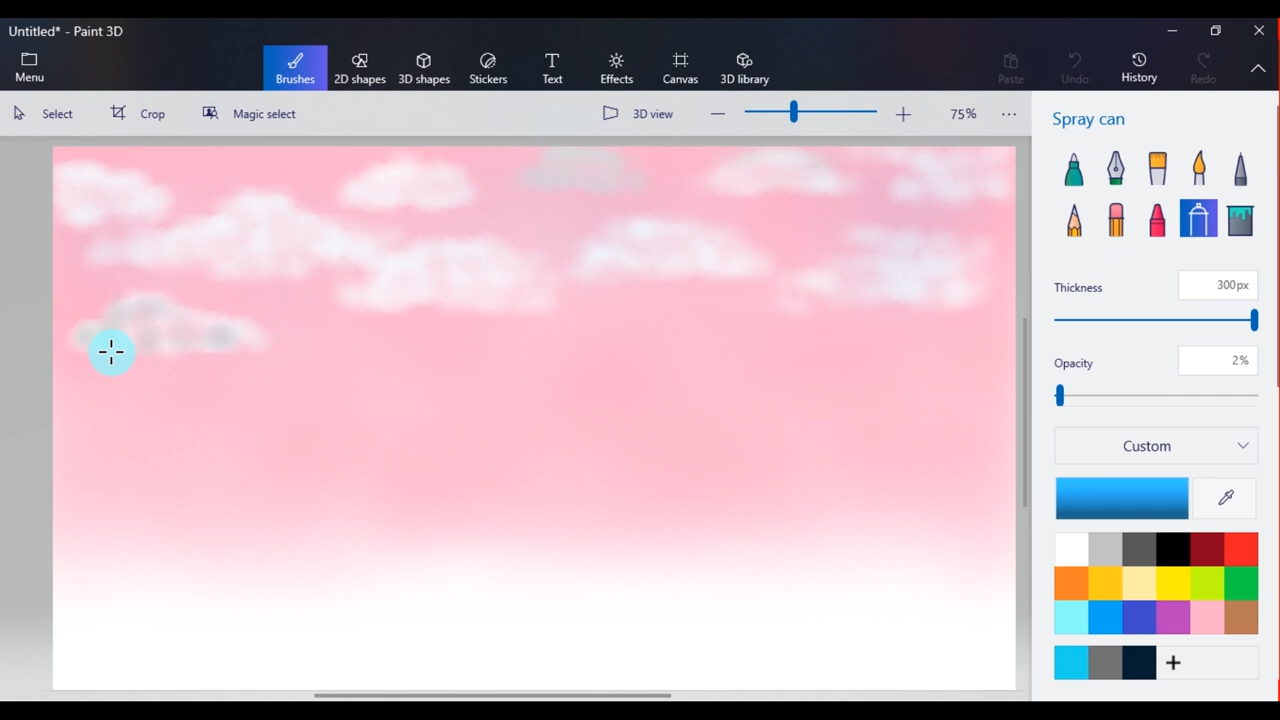 Untitled* - Paint 3D
Menu
Brushes
2D shapes
3D shapes
Stickers
Text
Effects
Canvas
3D library
Paste
Undo
History
Redo
Select
Crop
Magic select
3D view
75%
Spray can
Thickness
300px
Opacity
2%
Custom